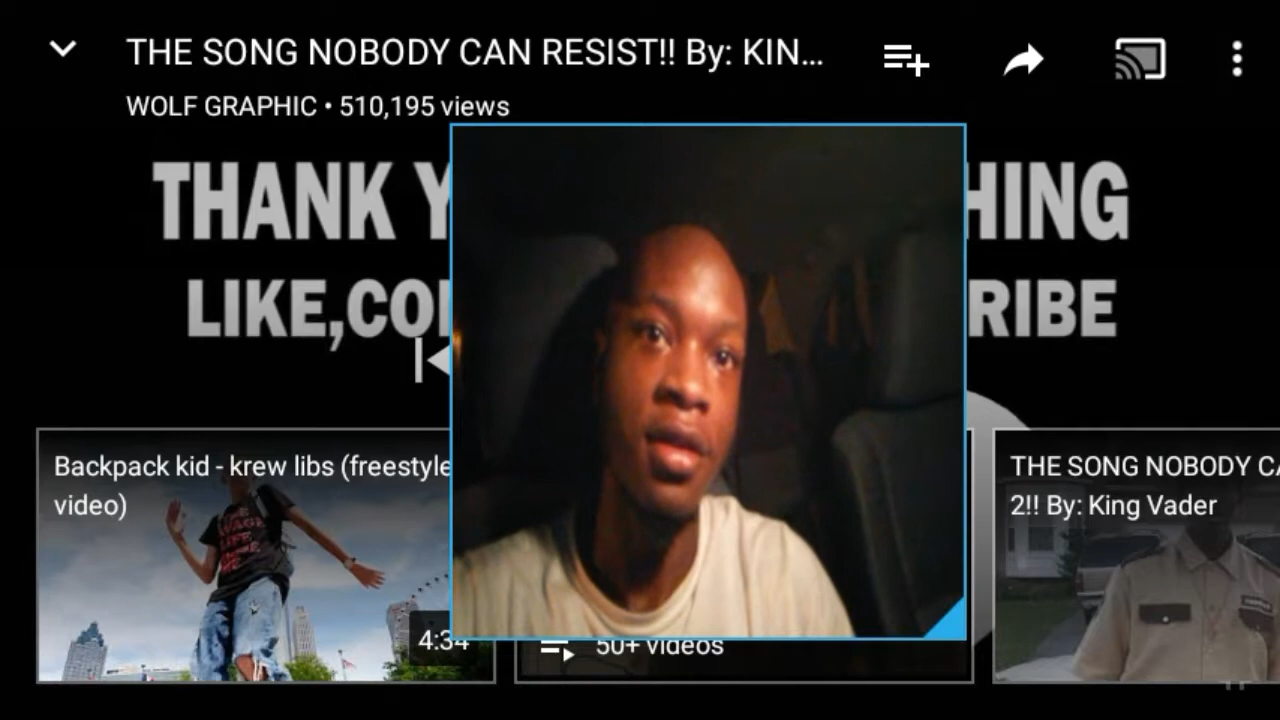 THE SONG NOBODY CAN RESIST!! By: KIN...
WOLF GRAPHIC • 510,195 views
THANK Y HING
LIKE,CO RIBE
Backpack kid - krew libs (freestyle
video)
4:34
50+ videos
THE SONG NOBODY CA
2!! By: King Vader